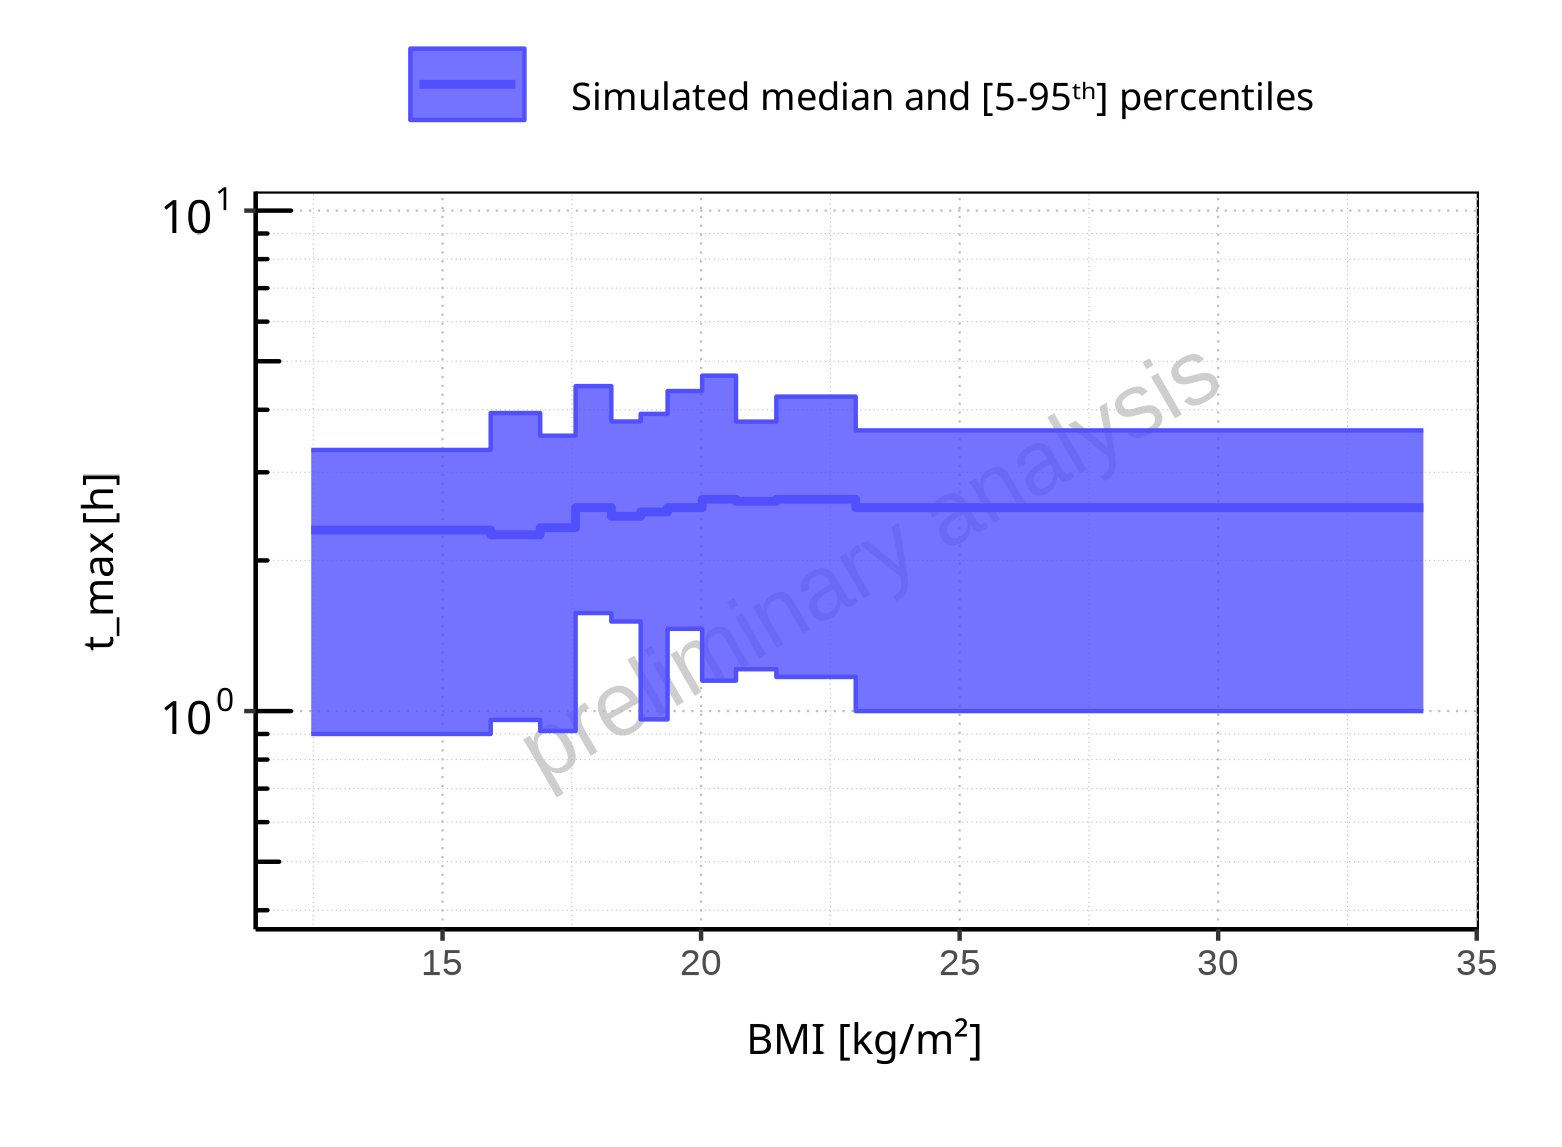 Simulated median and [5-95ᵗʰ] percentiles
10¹
10⁰
t_max [h]
preliminary analysis
15 20 25 30 35
BMI [kg/m²]